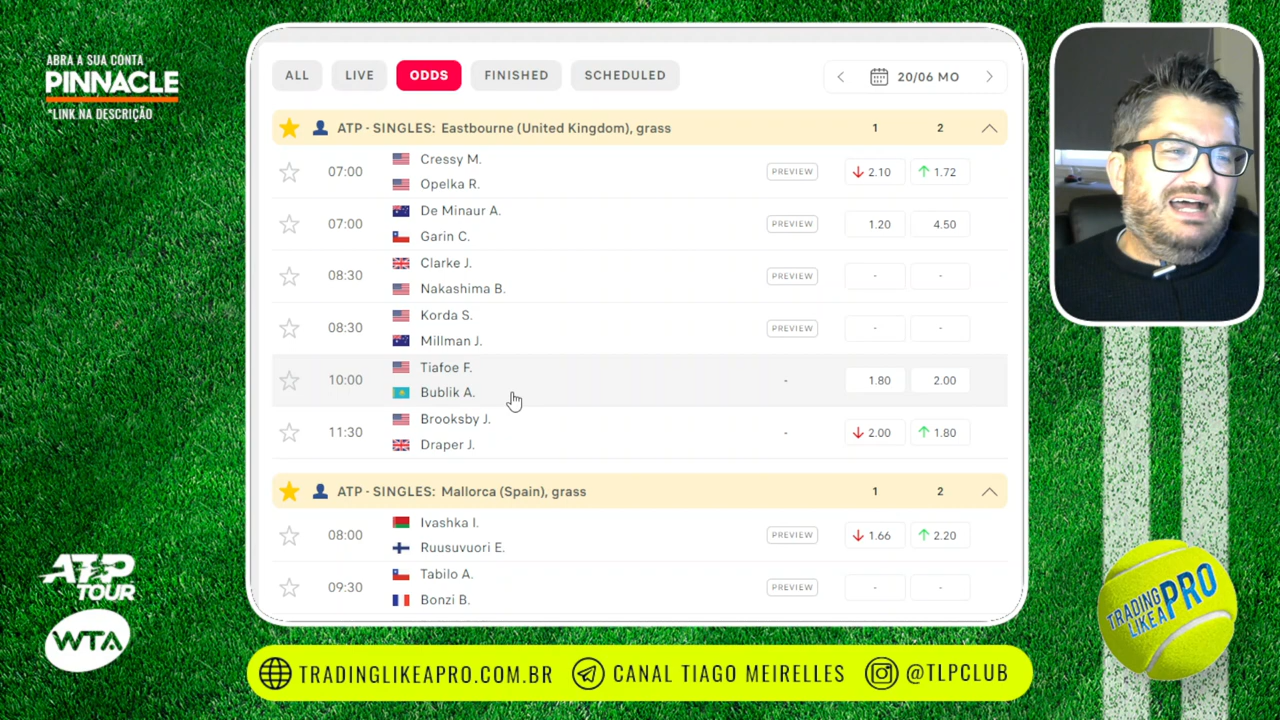 ABRA A SUA CONTA
PINNACLE
*LINK NA DESCRIÇÃO
ALL LIVE ODDS FINISHED SCHEDULED 20/06 MO
ATP - SINGLES: Eastbourne (United Kingdom), grass 1 2
Cressy M.
07:00 PREVIEW 2.10 1.72
Opelka R.
De Minaur A.
07:00 PREVIEW 1.20 4.50
Garin C.
Clarke J.
08:30 PREVIEW - -
Nakashima B.
Korda S.
08:30 PREVIEW - -
Millman J.
Tiafoe F.
10:00 - 1.80 2.00
Bublik A.
Brooksby J.
11:30 - 2.00 1.80
Draper J.
ATP - SINGLES: Mallorca (Spain), grass 1 2
Ivashka I.
08:00 PREVIEW 1.66 2.20
Ruusuvuori E.
Tabilo A.
09:30 PREVIEW - -
Bonzi B.
ATP
TOUR
WTA
TRADING
LIKE A
PRO
TRADINGLIKEAPRO.COM.BR CANAL TIAGO MEIRELLES @TLPCLUB